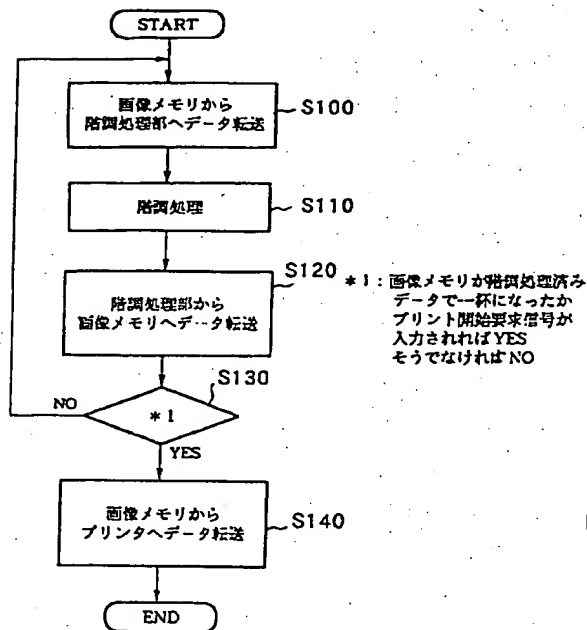 START
画像メモリから
階調処理部へデータ転送
S100
階調処理
S110
階調処理部から
画像メモリへデータ転送
S120
*1：画像メモリが階調処理済み
データで一杯になったか
プリント開始要求信号が
入力されればYES
そうでなければNO
S130
NO
*1
YES
画像メモリから
プリンタへデータ転送
S140
END